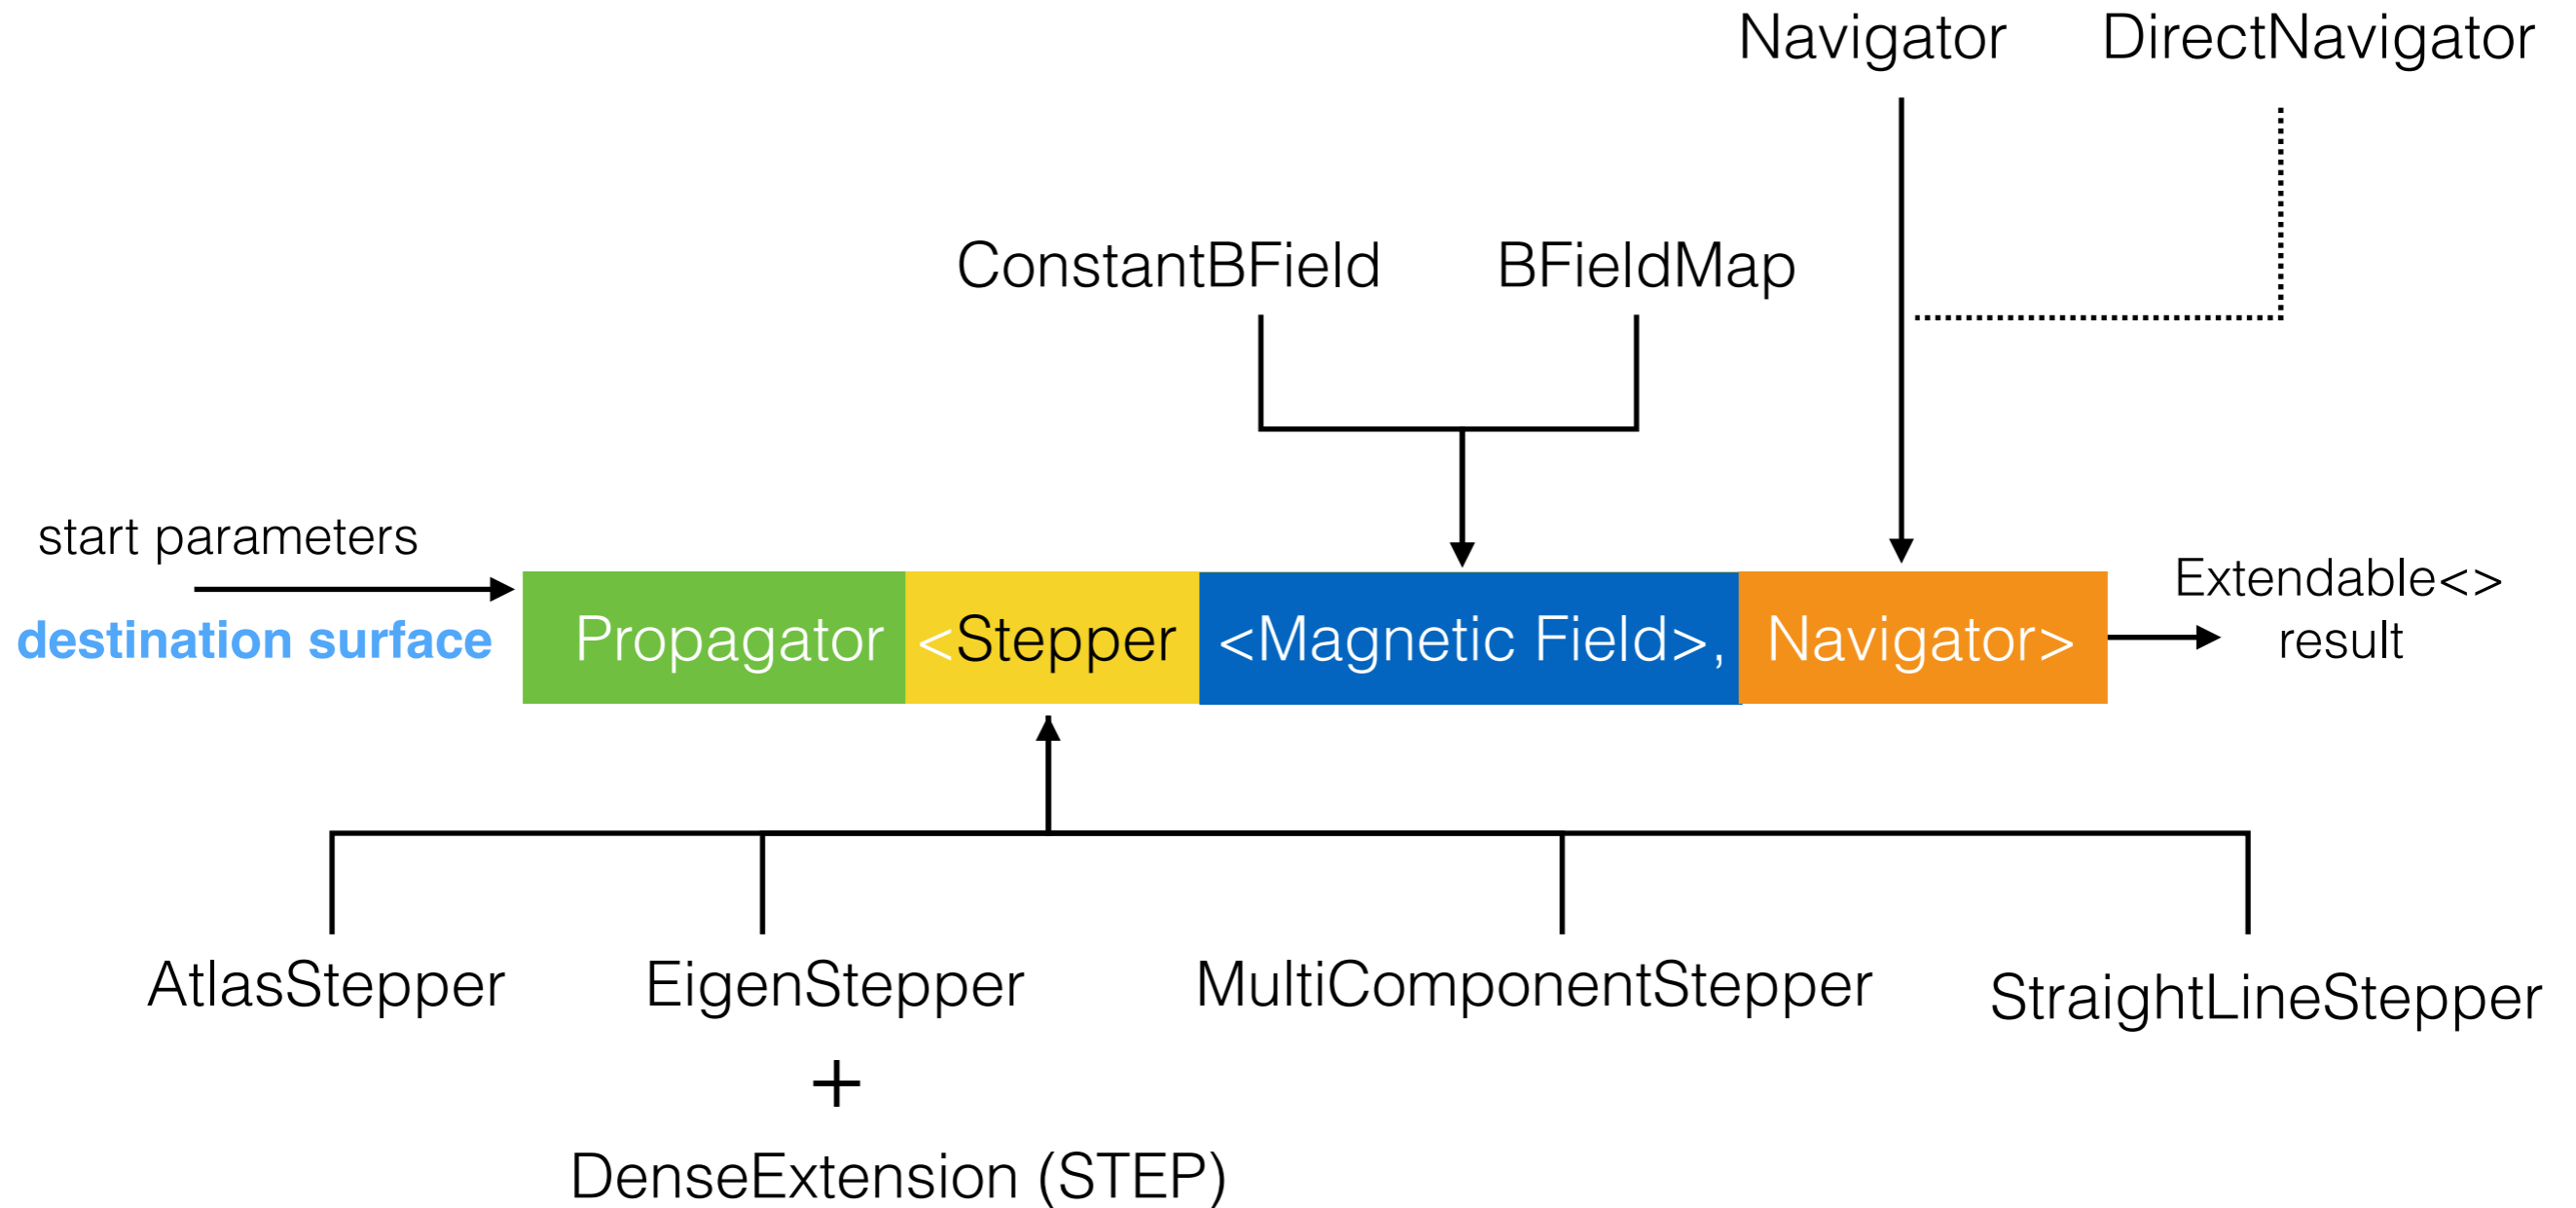 Navigator
DirectNavigator
ConstantBField
BFieldMap
start parameters
destination surface
Propagator <Stepper <Magnetic Field>, Navigator>
Extendable<>
result
AtlasStepper
EigenStepper
MultiComponentStepper
StraightLineStepper
+
DenseExtension (STEP)